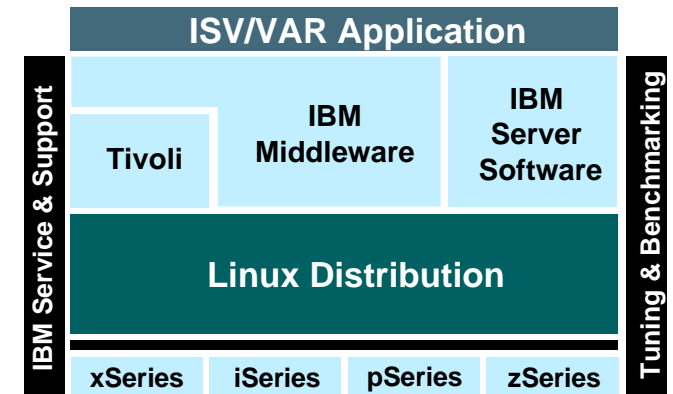 ISV/VAR Application
IBM Service & Support
Tivoli
IBM
Middleware
IBM
Server
Software
Tuning & Benchmarking
Linux Distribution
xSeries
iSeries
pSeries
zSeries